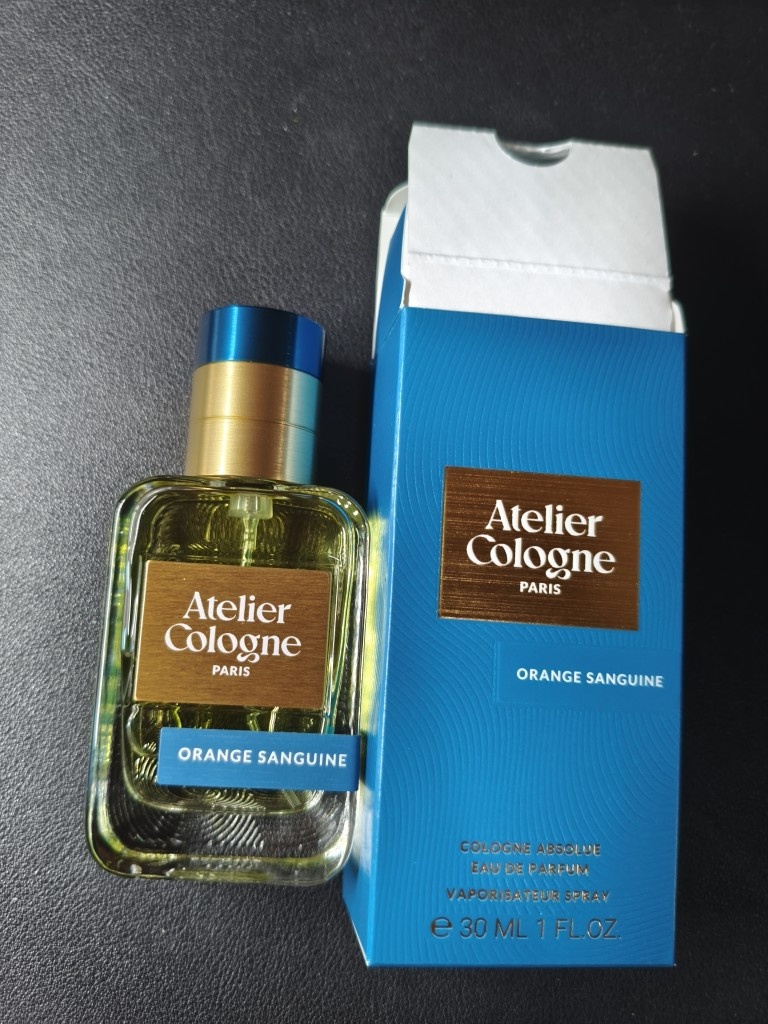 Atelier
Cologne
PARIS
ORANGE SANGUINE
Atelier
Cologne
PARIS
ORANGE SANGUINE
COLOGNE ABSOLUE
EAU DE PARFUM
VAPORISATEUR SPRAY
℮ 30 ML 1 FL.OZ.